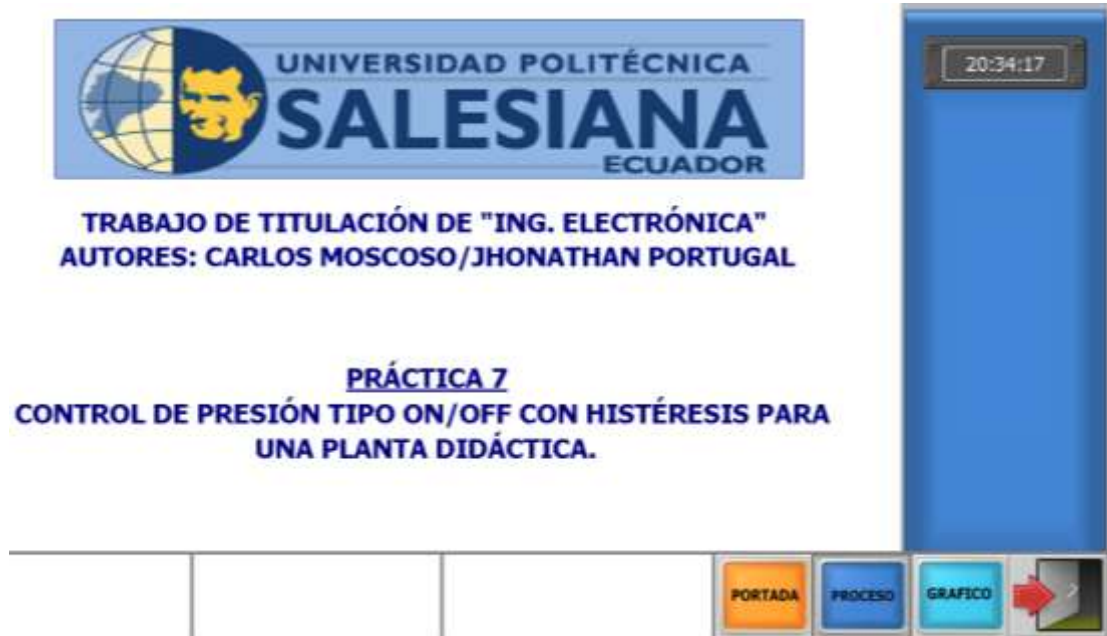 UNIVERSIDAD POLITÉCNICA
SALESIANA
ECUADOR
20:34:17
TRABAJO DE TITULACIÓN DE "ING. ELECTRÓNICA"
AUTORES: CARLOS MOSCOSO/JHONATHAN PORTUGAL
PRÁCTICA 7
CONTROL DE PRESIÓN TIPO ON/OFF CON HISTÉRESIS PARA
UNA PLANTA DIDÁCTICA.
PORTADA
PROCESO
GRAFICO